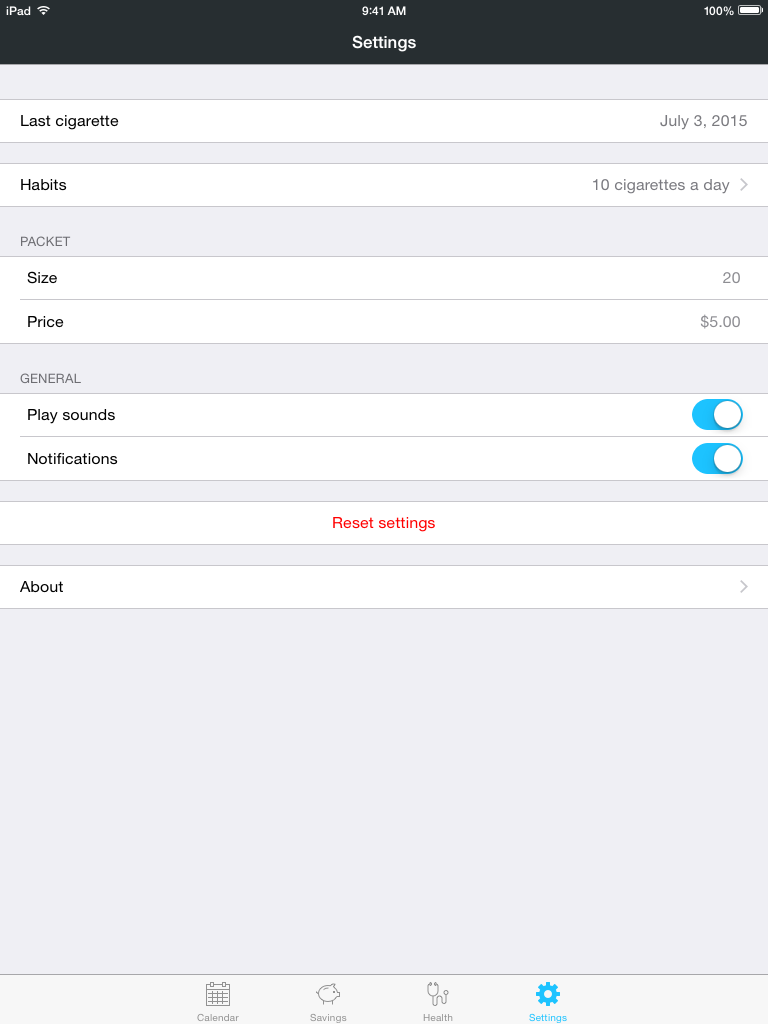 iPad 9:41 AM 100%
Settings
Last cigarette July 3, 2015
Habits 10 cigarettes a day
PACKET
Size 20
Price $5.00
GENERAL
Play sounds
Notifications
Reset settings
About
Calendar Savings Health Settings